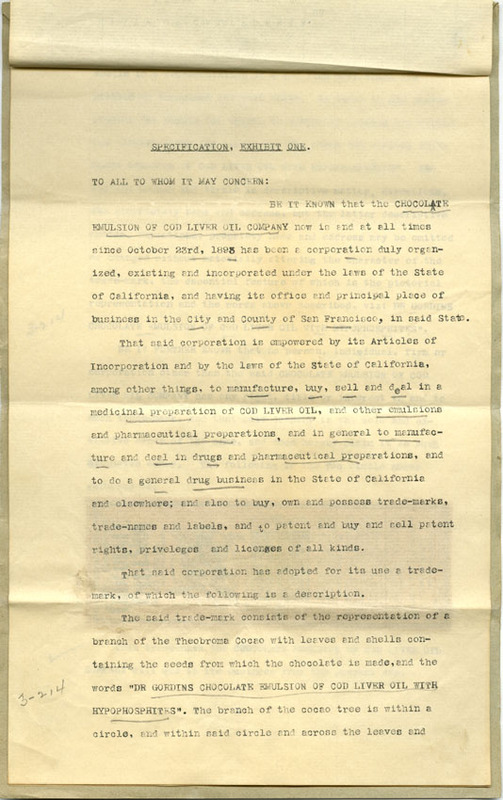 SPECIFICATION, EXHIBIT ONE.
TO ALL TO WHOM IT MAY CONCERN:
BE IT KNOWN that the CHOCOLATE
EMULSION OF COD LIVER OIL COMPANY now is and at all times
since October 23rd, 1895 has been a corporation duly organ-
ized, existing and incorporated under the laws of the State
of California, and having its office and principal place of
business in the City and County of San Francisco, in said State.
That said corporation is empowered by its Articles of
Incorporation and by the laws of the State of California,
among other things, to manufacture, buy, sell and deal in a
medicinal preparation of COD LIVER OIL, and other emulsions
and pharmaceutical preparations, and in general to manufac-
ture and deal in drugs and pharmaceutical preparations, and
to do a general drug business in the State of California
and elsewhere; and also to buy, own and possess trade-marks,
trade-names and labels, and to patent and buy and sell patent
rights, priveleges and licenses of all kinds.
That said corporation has adopted for its use a trade-
mark, of which the following is a description.
The said trade-mark consists of the representation of a
branch of the Theobroma Cocao with leaves and shells con-
taining the seeds from which the chocolate is made,and the
words "DR GORDINS CHOCOLATE EMULSION OF COD LIVER OIL WITH
HYPOPHOSPHITES". The branch of the cocao tree is within a
circle, and within said circle and across the leaves and
3-214